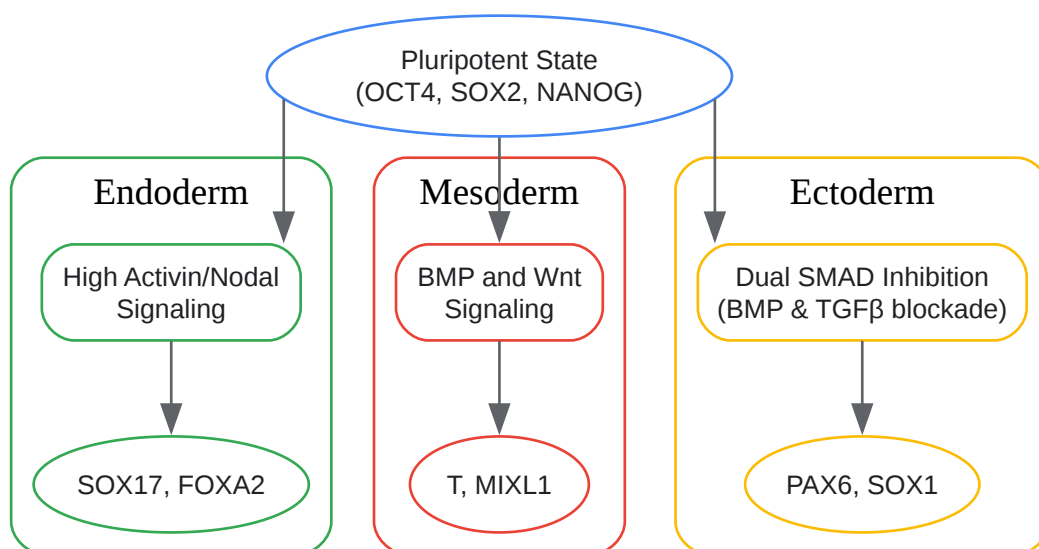 Pluripotent State
(OCT4, SOX2, NANOG)
Endoderm
Mesoderm
Ectoderm
High Activin/Nodal
Signaling
BMP and Wnt
Signaling
Dual SMAD Inhibition
(BMP & TGFβ blockade)
SOX17, FOXA2
T, MIXL1
PAX6, SOX1